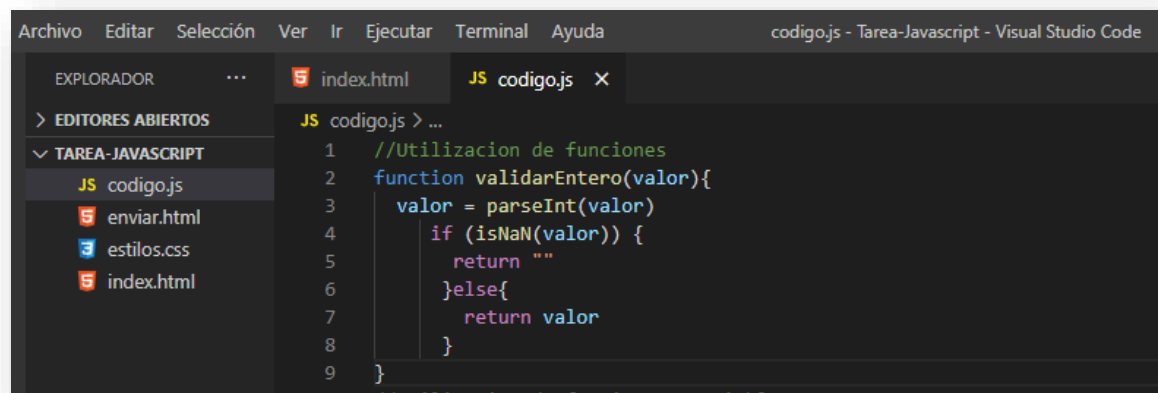 Archivo Editar Selección Ver Ir Ejecutar Terminal Ayuda codigo.js - Tarea-Javascript - Visual Studio Code
EXPLORADOR ···
index.html JS codigo.js ×
> EDITORES ABIERTOS
TAREA-JAVASCRIPT
JS codigo.js
enviar.html
estilos.css
index.html
JS codigo.js > ...
1 //Utilizacion de funciones
2 function validarEntero(valor){
3 valor = parseInt(valor)
4 if (isNaN(valor)) {
5 return ""
6 }else{
7 return valor
8 }
9 }